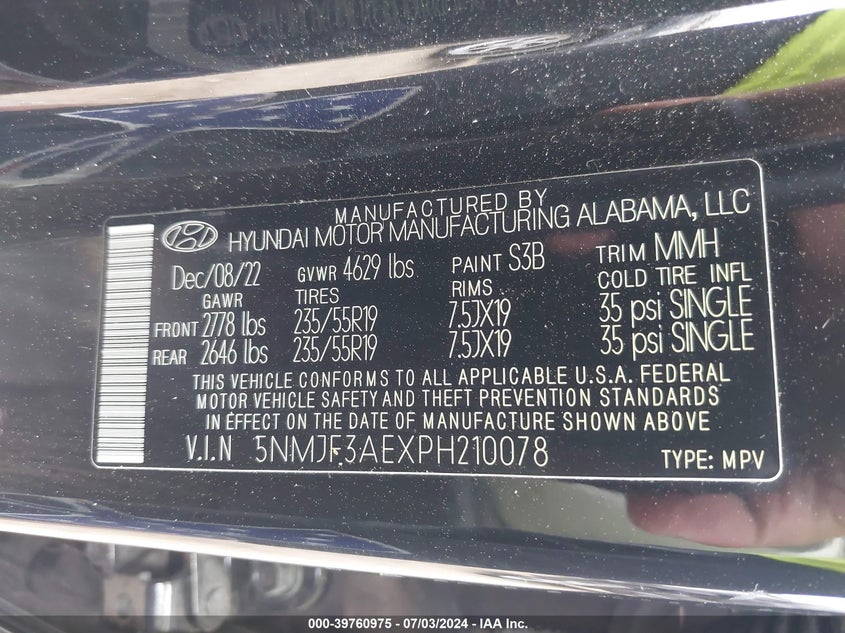 MANUFACTURED BY
HYUNDAI MOTOR MANUFACTURING ALABAMA, LLC
Dec/08/22 GVWR 4629 lbs PAINT S3B TRIM MMH
GAWR TIRES RIMS COLD TIRE INFL
FRONT 2778 lbs 235/55R19 7.5JX19 35 psi SINGLE
REAR 2646 lbs 235/55R19 7.5JX19 35 psi SINGLE
THIS VEHICLE CONFORMS TO ALL APPLICABLE U.S.A. FEDERAL
MOTOR VEHICLE SAFETY AND THEFT PREVENTION STANDARDS
IN EFFECT ON THE DATE OF MANUFACTURE SHOWN ABOVE
V.I.N 5NMJF3AEXPH210078 TYPE: MPV
000-39760975 - 07/03/2024 - IAA Inc.